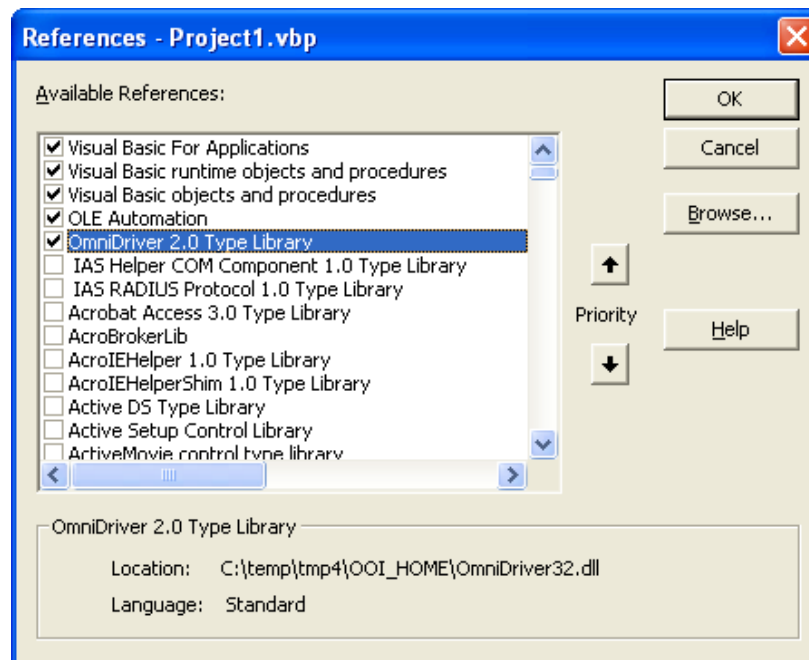 References - Project1.vbp
Available References:
Visual Basic For Applications
Visual Basic runtime objects and procedures
Visual Basic objects and procedures
OLE Automation
OmniDriver 2.0 Type Library
IAS Helper COM Component 1.0 Type Library
IAS RADIUS Protocol 1.0 Type Library
Acrobat Access 3.0 Type Library
AcroBrokerLib
AcroIEHelper 1.0 Type Library
AcroIEHelperShim 1.0 Type Library
Active DS Type Library
Active Setup Control Library
ActiveMovie control type library
OK
Cancel
Browse...
Priority
Help
OmniDriver 2.0 Type Library
Location: C:\temp\tmp4\OOI_HOME\OmniDriver32.dll
Language: Standard